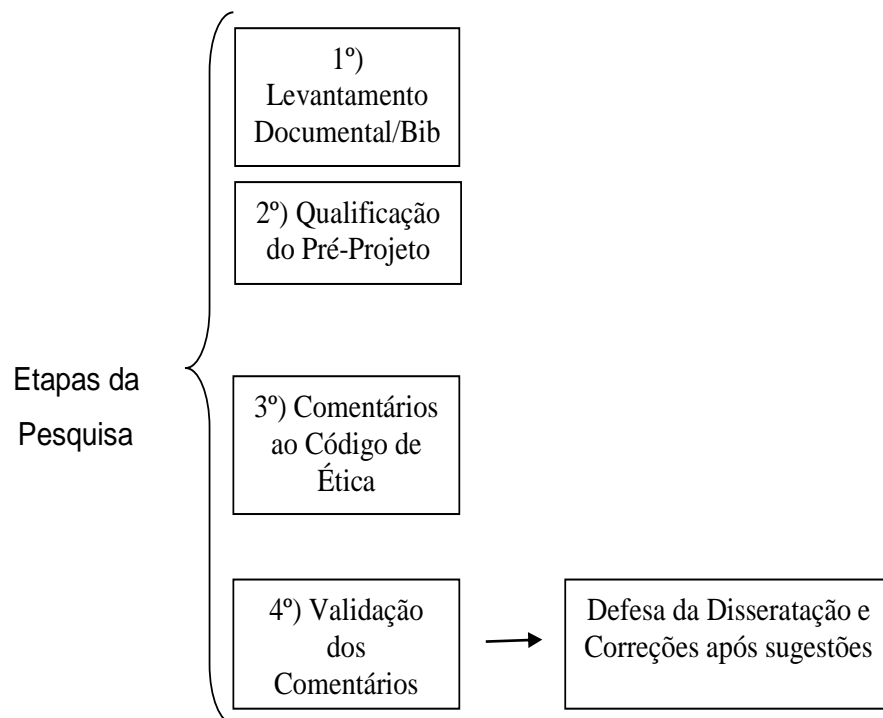 1º)
Levantamento
Documental/Bib
2º) Qualificação
do Pré-Projeto
Etapas da
Pesquisa
3º) Comentários
ao Código de
Ética
4º) Validação
dos
Comentários
Defesa da Disseratação e
Correções após sugestões